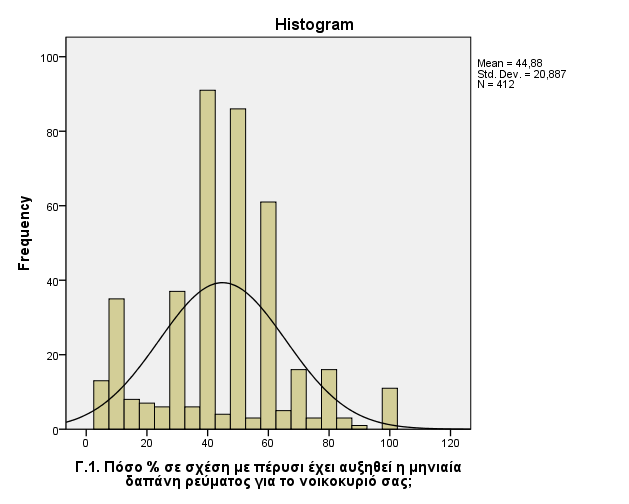 Histogram
Mean = 44,88
Std. Dev. = 20,887
N = 412
Frequency
100
80
60
40
20
0
0 20 40 60 80 100 120
Γ.1. Πόσο % σε σχέση με πέρυσι έχει αυξηθεί η μηνιαία
δαπάνη ρεύματος για το νοικοκυριό σας;